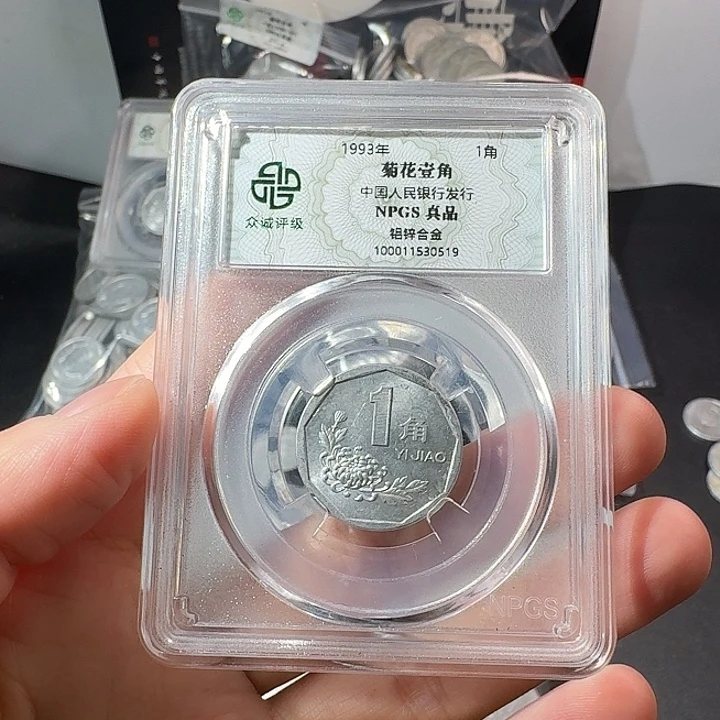 1993年 1角
菊花壹角
中国人民银行发行
NPGS 真品
铝锌合金
100011530519
众诚评级
1角
YI JIAO
NPGS